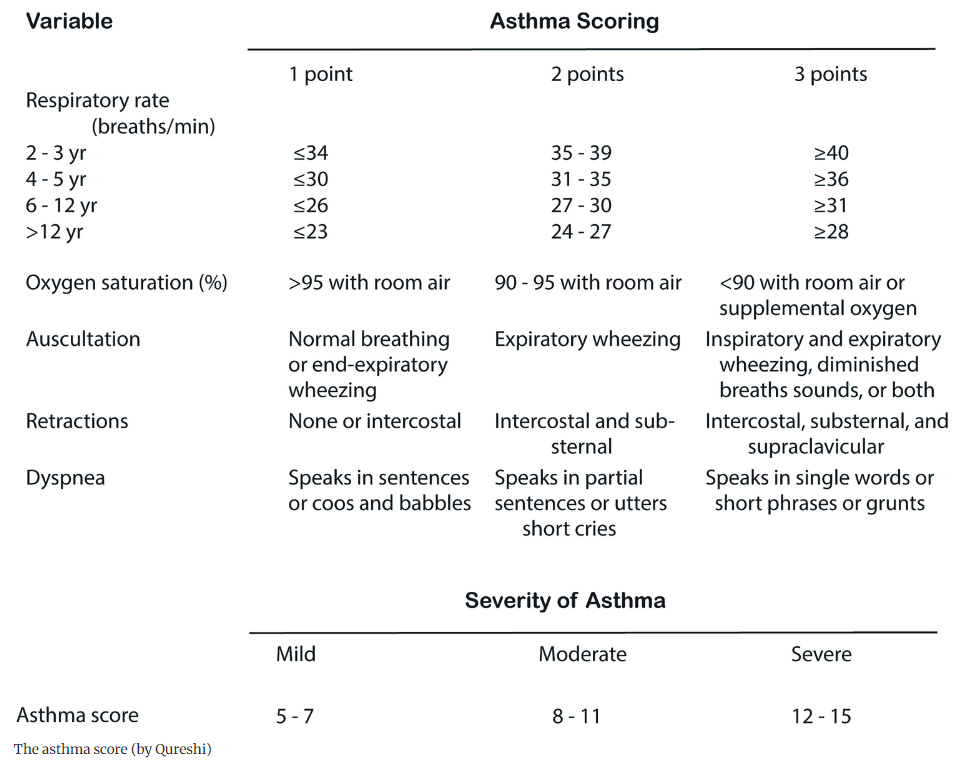 Variable Asthma Scoring
1 point 2 points 3 points
Respiratory rate
(breaths/min)
2 - 3 yr ≤34 35 - 39 ≥40
4 - 5 yr ≤30 31 - 35 ≥36
6 - 12 yr ≤26 27 - 30 ≥31
>12 yr ≤23 24 - 27 ≥28
Oxygen saturation (%) >95 with room air 90 - 95 with room air <90 with room air or
supplemental oxygen
Auscultation Normal breathing Expiratory wheezing Inspiratory and expiratory
or end-expiratory wheezing, diminished
wheezing breaths sounds, or both
Retractions None or intercostal Intercostal and sub- Intercostal, substernal, and
sternal supraclavicular
Dyspnea Speaks in sentences Speaks in partial Speaks in single words or
or coos and babbles sentences or utters short phrases or grunts
short cries
Severity of Asthma
Mild Moderate Severe
Asthma score 5 - 7 8 - 11 12 - 15
The asthma score (by Qureshi)